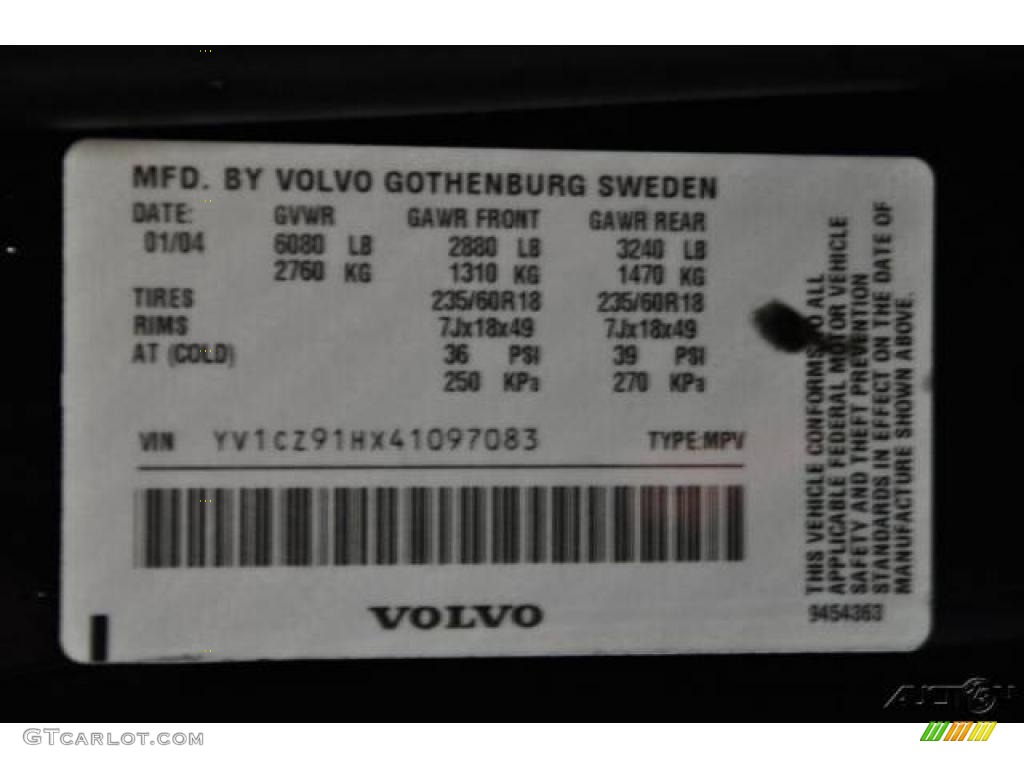 MFD. BY VOLVO GOTHENBURG SWEDEN
DATE: GVWR GAWR FRONT GAWR REAR
01/04 6080 LB 2880 LB 3240 LB
2760 KG 1310 KG 1470 KG
TIRES 235/60R18 235/60R18
RIMS 7Jx18x49 7Jx18x49
AT (COLD) 36 PSI 39 PSI
250 KPa 270 KPa
VIN YV1CZ91HX41097083 TYPE:MPV
VOLVO
THIS VEHICLE CONFORMS TO ALL
APPLICABLE FEDERAL MOTOR VEHICLE
SAFETY AND THEFT PREVENTION
STANDARDS IN EFFECT ON THE DATE OF
MANUFACTURE SHOWN ABOVE.
9454363
GTCARLOT.COM